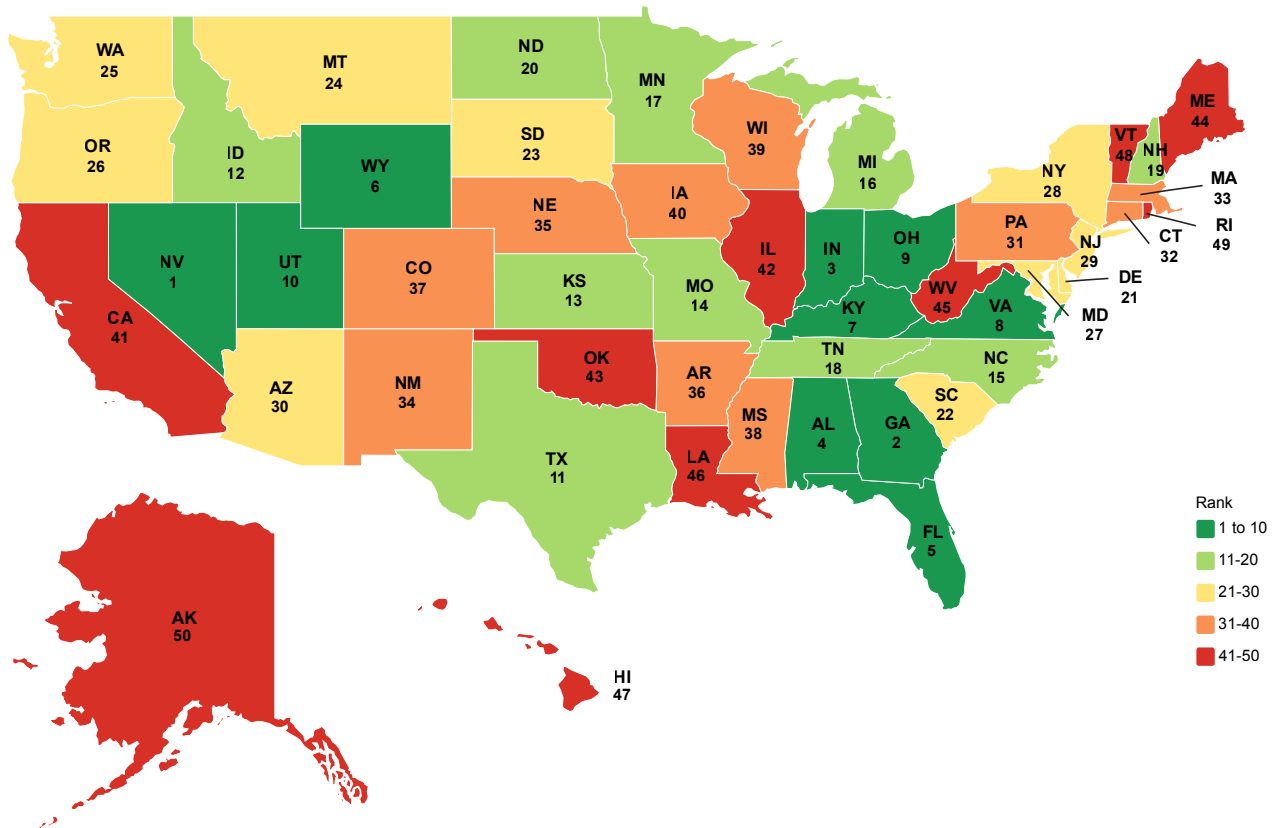 WA
25
MT
24
ND
20
MN
17
OR
26
ID
12
WY
6
SD
23
WI
39
MI
16
NY
28
VT
48
NH
19
ME
44
MA
33
RI
49
CT
32
NV
1
UT
10
CO
37
NE
35
IA
40
IL
42
IN
3
OH
9
PA
31
NJ
29
DE
21
MD
27
CA
41
KS
13
MO
14
KY
7
WV
45
VA
8
AZ
30
NM
34
OK
43
AR
36
TN
18
NC
15
SC
22
TX
11
LA
46
MS
38
AL
4
GA
2
FL
5
AK
50
HI
47
Rank
1 to 10
11-20
21-30
31-40
41-50